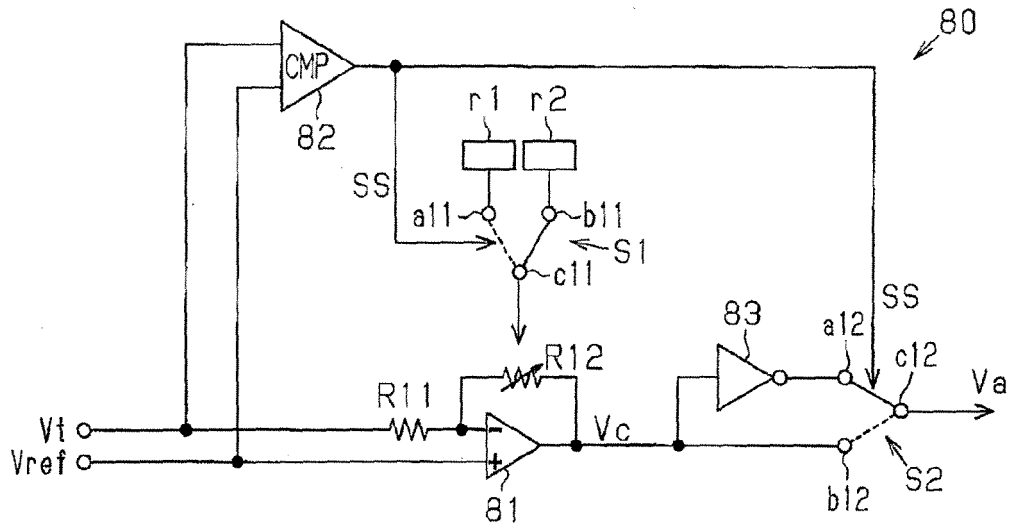 80
CMP
82
r1 r2
SS
a11 b11
S1
c11
SS
83
a12
c12
R12
Va
R11
Vt
Vc
Vref
- 
+
81
b12
S2